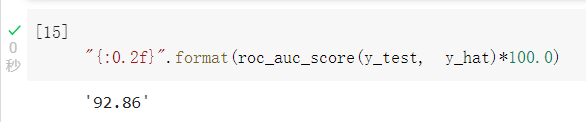 [15]
0
秒
"{:0.2f}".format(roc_auc_score(y_test, y_hat)*100.0)
'92.86'